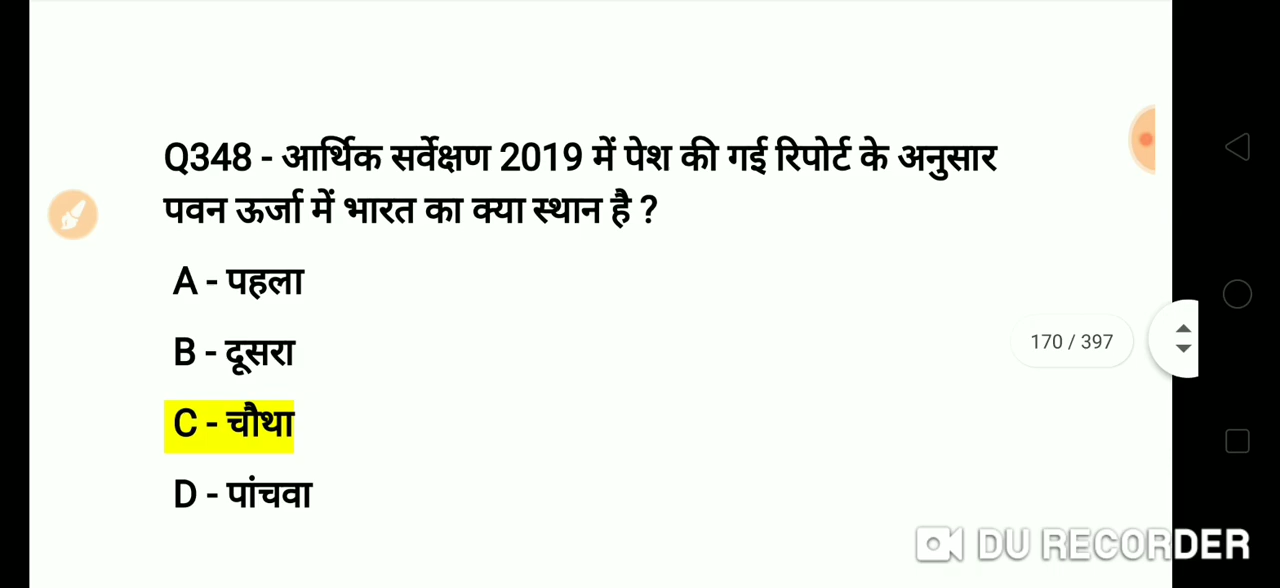 Q348 - आर्थिक सर्वेक्षण 2019 में पेश की गई रिपोर्ट के अनुसार
पवन ऊर्जा में भारत का क्या स्थान है ?
A - पहला
B - दूसरा
170 / 397
C - चौथा
D - पांचवा
DU RECORDER